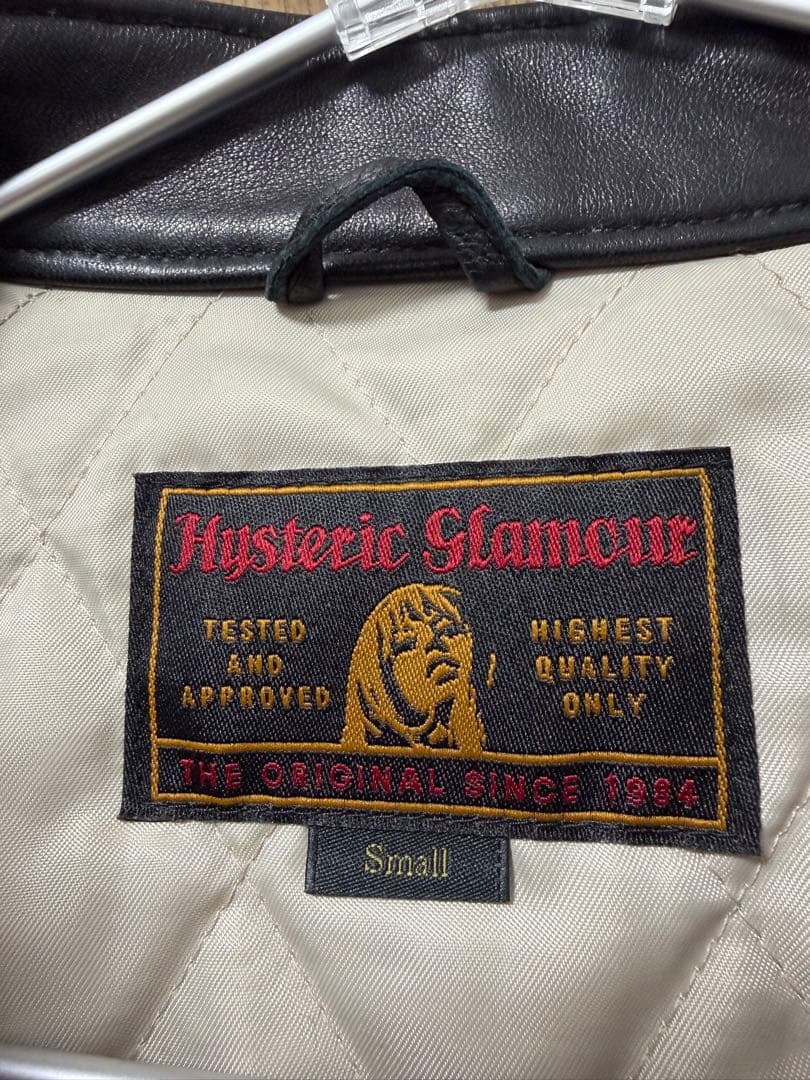 Hysteric Glamour
TESTED
AND
APPROVED
HIGHEST
QUALITY
ONLY
THE ORIGINAL SINCE 1984
Small